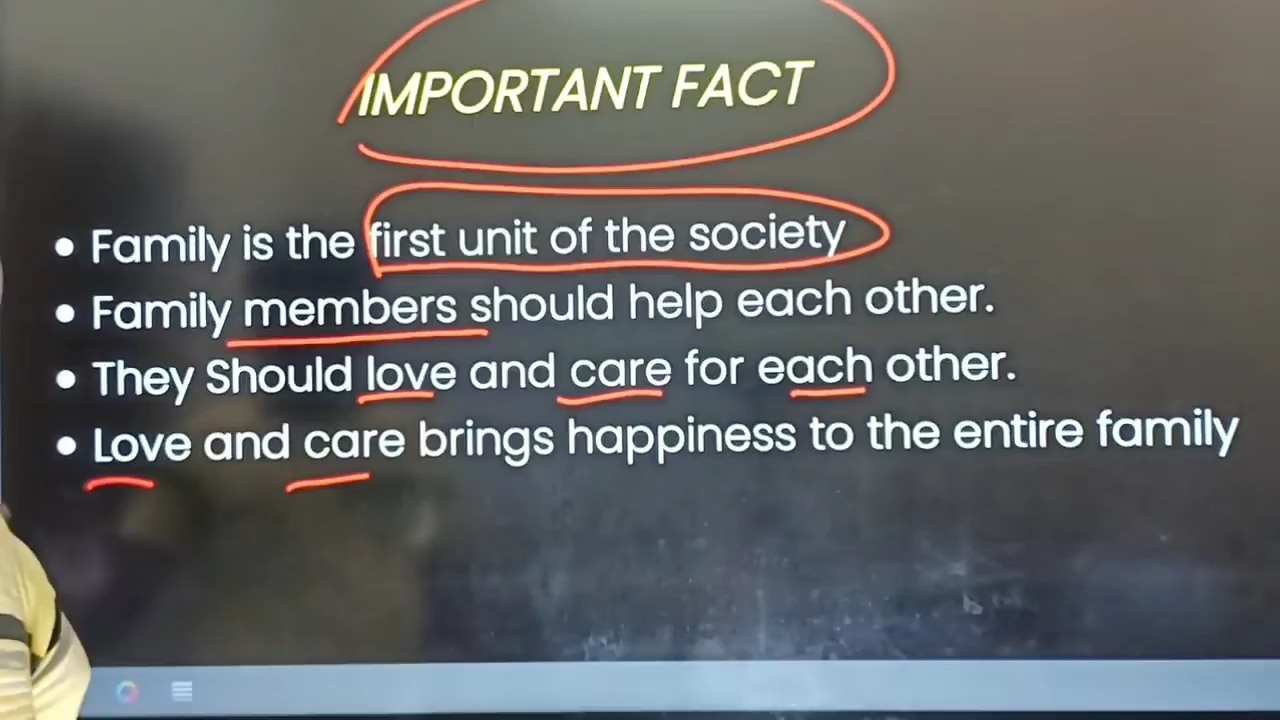 IMPORTANT FACT
• Family is the first unit of the society
• Family members should help each other.
• They Should love and care for each other.
• Love and care brings happiness to the entire family